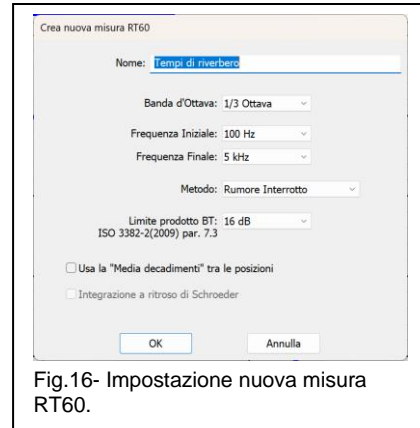 Crea nuova misura RT60
Nome: Tempi di riverbero
Banda d'Ottava: 1/3 Ottava
Frequenza Iniziale: 100 Hz
Frequenza Finale: 5 kHz
Metodo: Rumore Interrotto
Limite prodotto BT: 16 dB
ISO 3382-2(2009) par. 7.3
Usa la "Media decadimenti" tra le posizioni
Integrazione a ritroso di Schroeder
OK Annulla
Fig.16- Impostazione nuova misura
RT60.